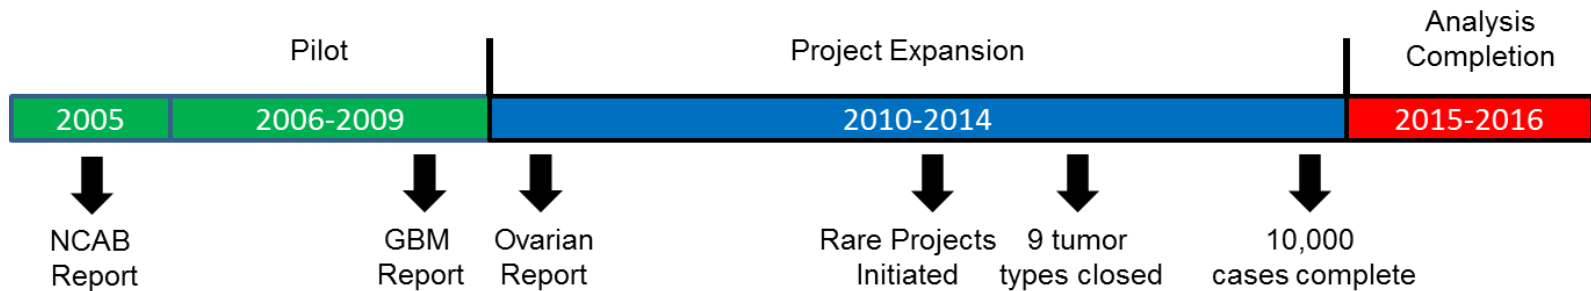 Pilot
Project Expansion
Analysis
Completion
2005
2006-2009
2010-2014
2015-2016
NCAB
Report
GBM
Report
Ovarian
Report
Rare Projects
Initiated
9 tumor
types closed
10,000
cases complete